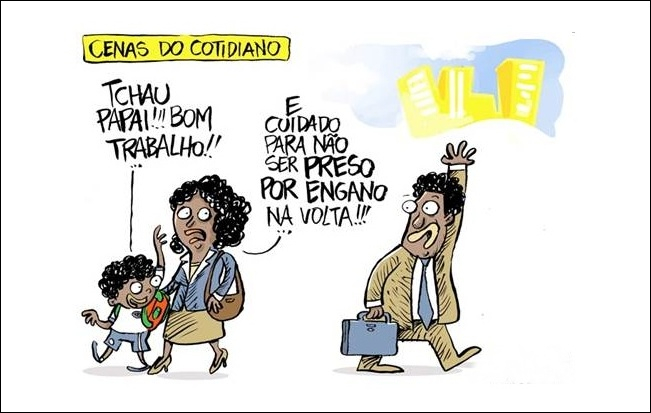 CENAS DO COTIDIANO
TCHAU
PAPAI!!! BOM
TRABALHO!!
E
CUIDADO
PARA NÃO
SER PRESO
POR ENGANO
NA VOLTA!!!